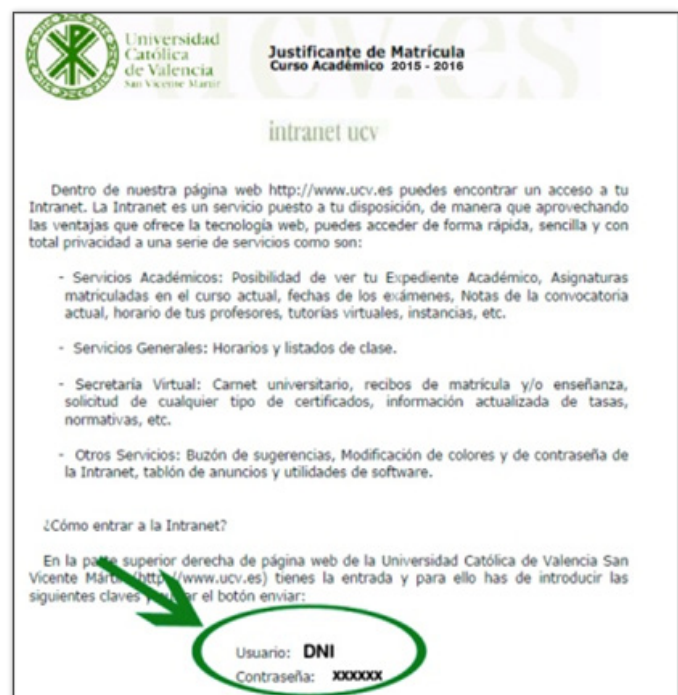 Universidad
Católica
de Valencia
San Vicente Mártir
Justificante de Matrícula
Curso Académico 2015 - 2016
ucv.es
intranet ucv
Dentro de nuestra página web http://www.ucv.es puedes encontrar un acceso a tu
Intranet. La Intranet es un servicio puesto a tu disposición, de manera que aprovechando
las ventajas que ofrece la tecnología web, puedes acceder de forma rápida, sencilla y con
total privacidad a una serie de servicios como son:
- Servicios Académicos: Posibilidad de ver tu Expediente Académico, Asignaturas
matriculadas en el curso actual, fechas de los exámenes, Notas de la convocatoria
actual, horario de tus profesores, tutorías virtuales, instancias, etc.
- Servicios Generales: Horarios y listados de clase.
- Secretaría Virtual: Carnet universitario, recibos de matrícula y/o enseñanza,
solicitud de cualquier tipo de certificados, información actualizada de tasas,
normativas, etc.
- Otros Servicios: Buzón de sugerencias, Modificación de colores y de contraseña de
la Intranet, tablón de anuncios y utilidades de software.
¿Cómo entrar a la Intranet?
En la parte superior derecha de página web de la Universidad Católica de Valencia San
Vicente Mártir (http://www.ucv.es) tienes la entrada y para ello has de introducir las
siguientes claves y el botón enviar:
Usuario: DNI
Contraseña: xxxxxx